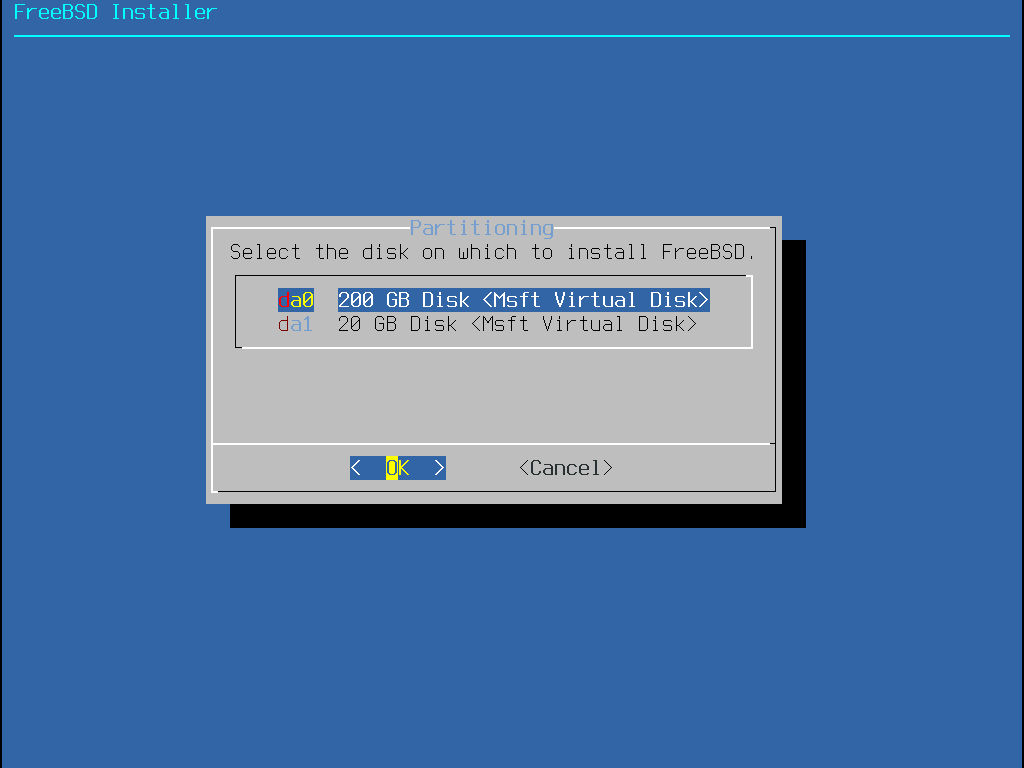 FreeBSD Installer
Partitioning
Select the disk on which to install FreeBSD.
da0 200 GB Disk <Msft Virtual Disk>
da1 20 GB Disk <Msft Virtual Disk>
< OK > <Cancel>